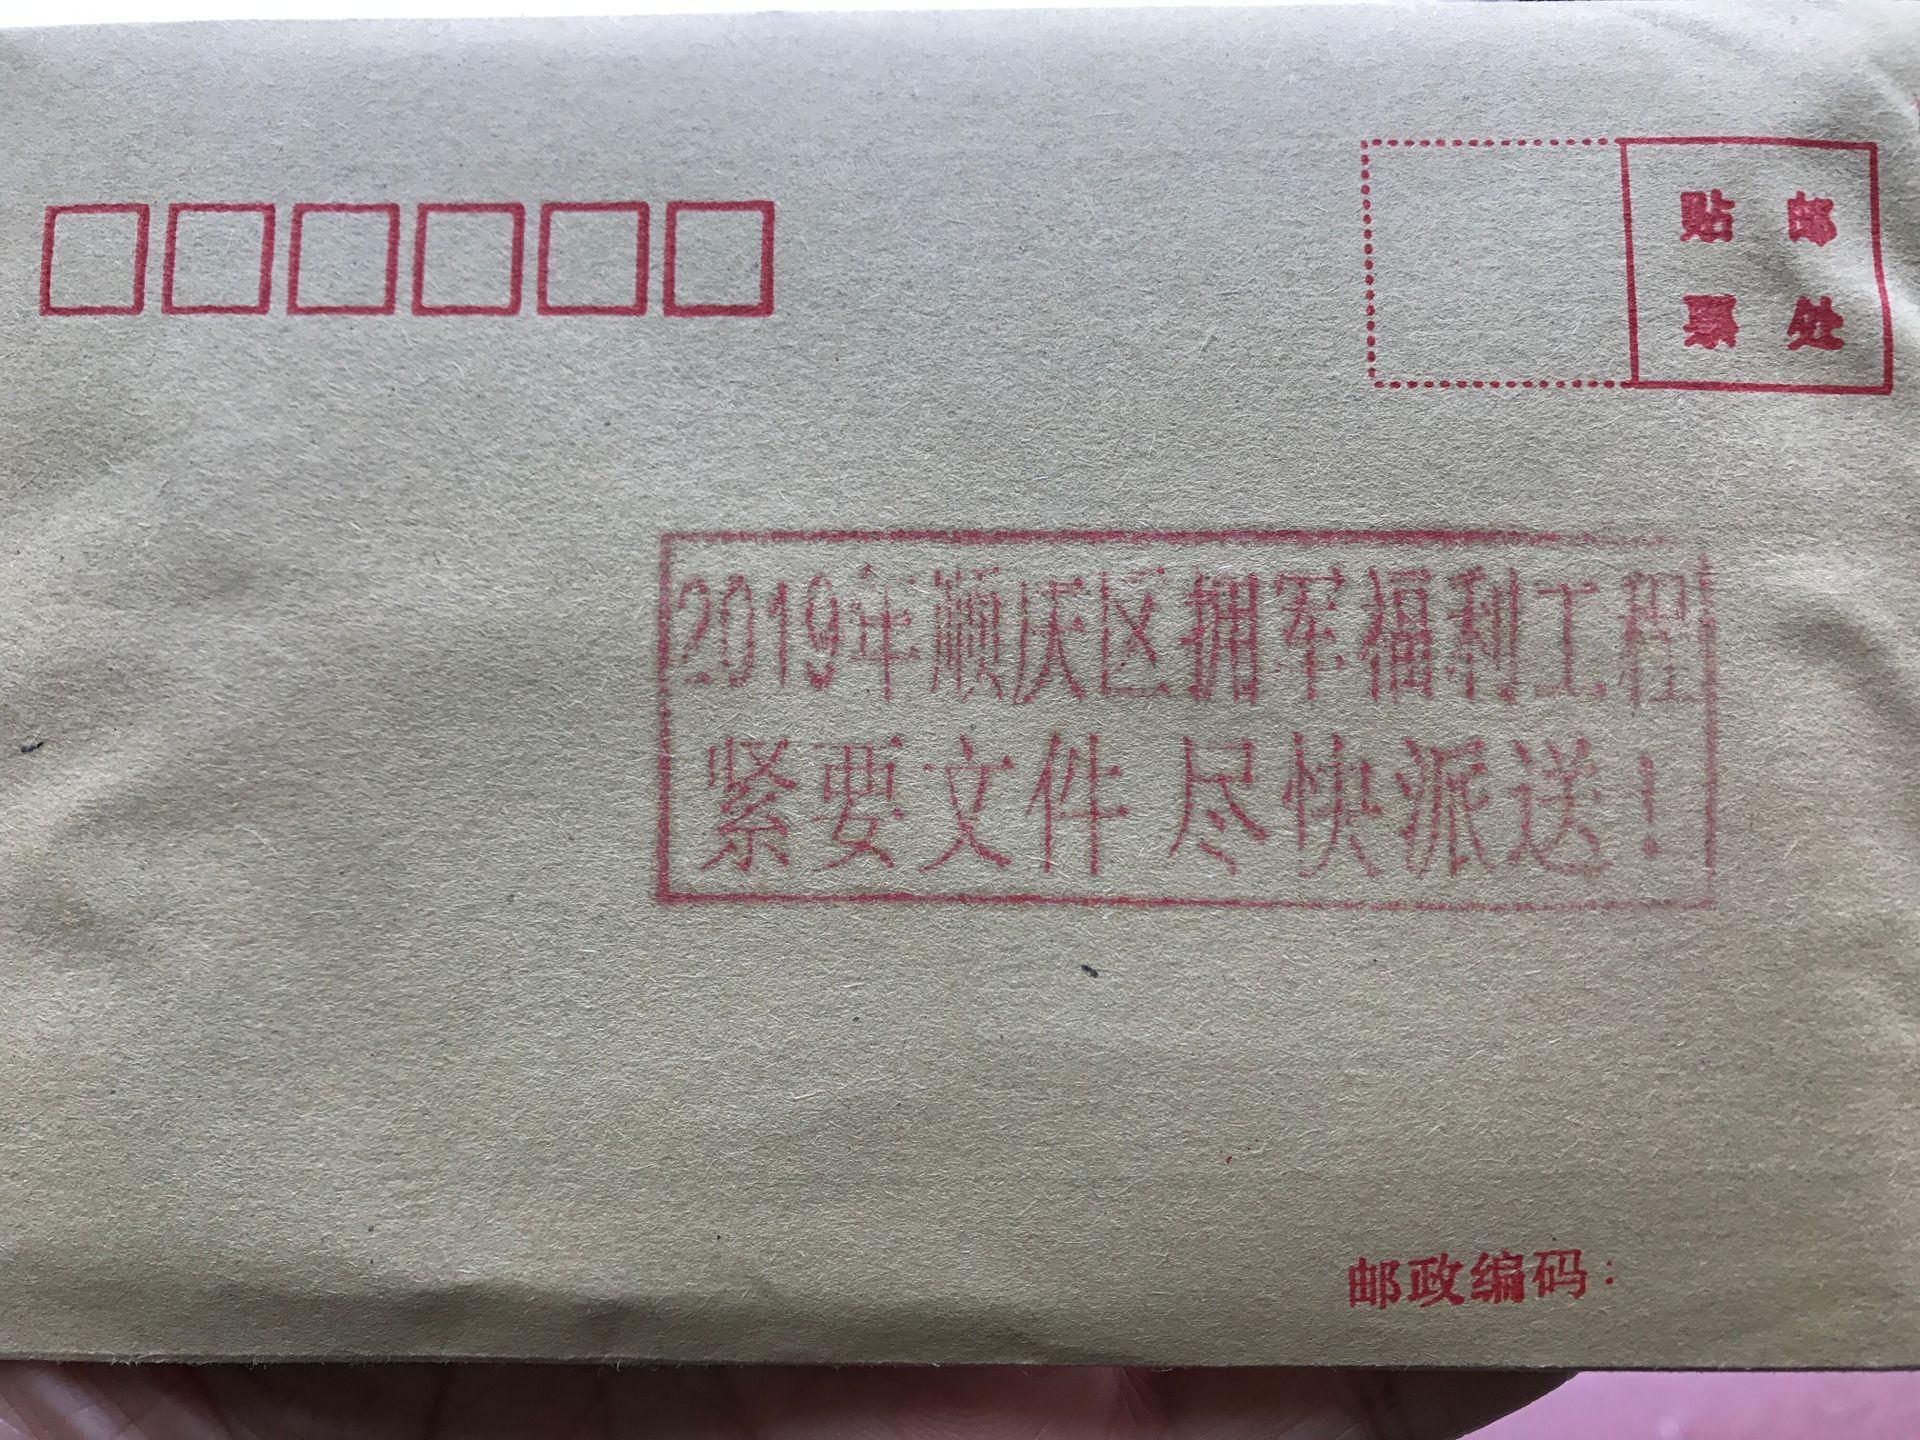 贴 邮
票 处
2019年顺庆区拥军福利工程
紧要文件 尽快派送！
邮政编码：